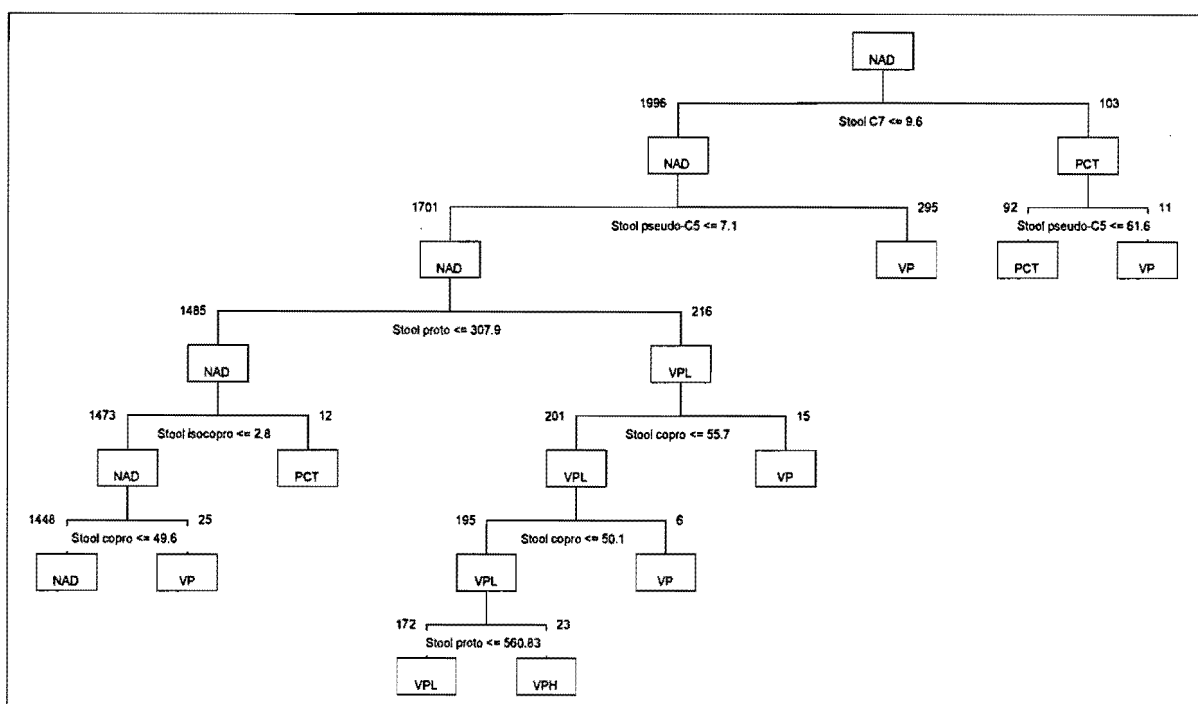 NAD
1996 103
Stool C7 <= 9.6
NAD PCT
1701 295 92 11
Stool pseudo-C5 <= 7.1 Stool pseudo-C5 <= 61.6
NAD VP PCT VP
1485 216
Stool proto <= 307.9
NAD VPL
1473 12 201 15
Stool isocopro <= 2.8 Stool copro <= 55.7
NAD PCT VPL VP
1448 25 195 6
Stool copro <= 49.6 Stool copro <= 50.1
NAD VP VPL VP
172 23
Stool proto <= 560.83
VPL VPH